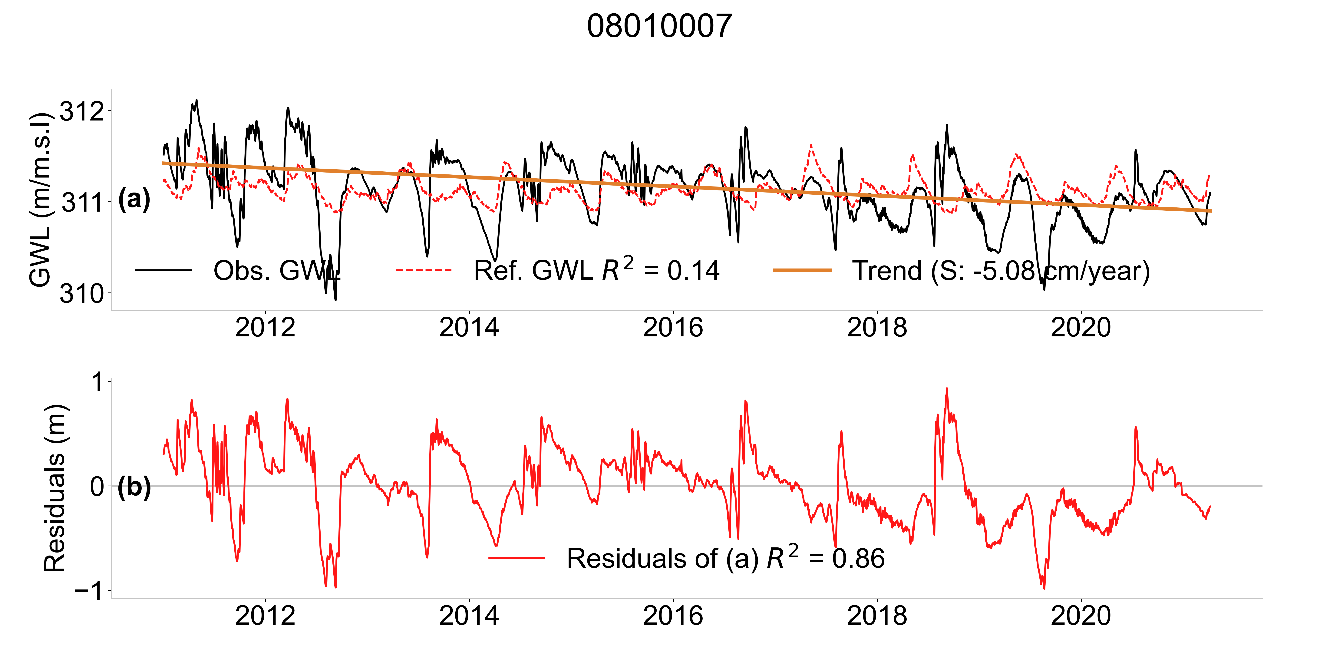 08010007
GWL (m/m.s.l)
312
311
310
(a)
Obs. GWL
Ref. GWL R² = 0.14
Trend (S: -5.08 cm/year)
2012 2014 2016 2018 2020
Residuals (m)
1
0
−1
(b)
Residuals of (a) R² = 0.86
2012 2014 2016 2018 2020